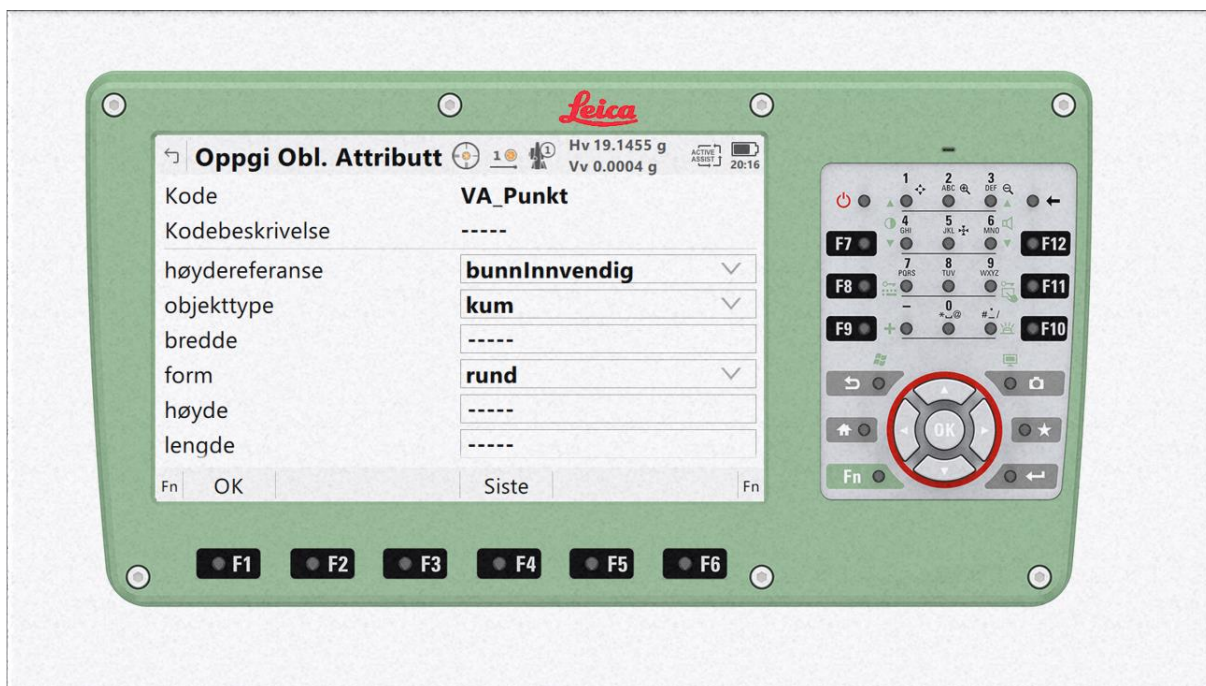 Leica
Oppgi Obl. Attributt
1
1
Hv 19.1455 g
Vv 0.0004 g
ACTIVE
ASSIST
20:16
Kode VA_Punkt
Kodebeskrivelse -----
høydereferanse bunnInnvendig
objekttype kum
bredde -----
form rund
høyde -----
lengde -----
Fn OK Siste Fn
F1 F2 F3 F4 F5 F6
1 2 3
ABC DEF
4 5 6
GHI JKL MNO
F7 F12
7 8 9
PQRS TUV WXYZ
F8 F11
- 0 .
*␣@ #_/
F9 + F10
OK
Fn